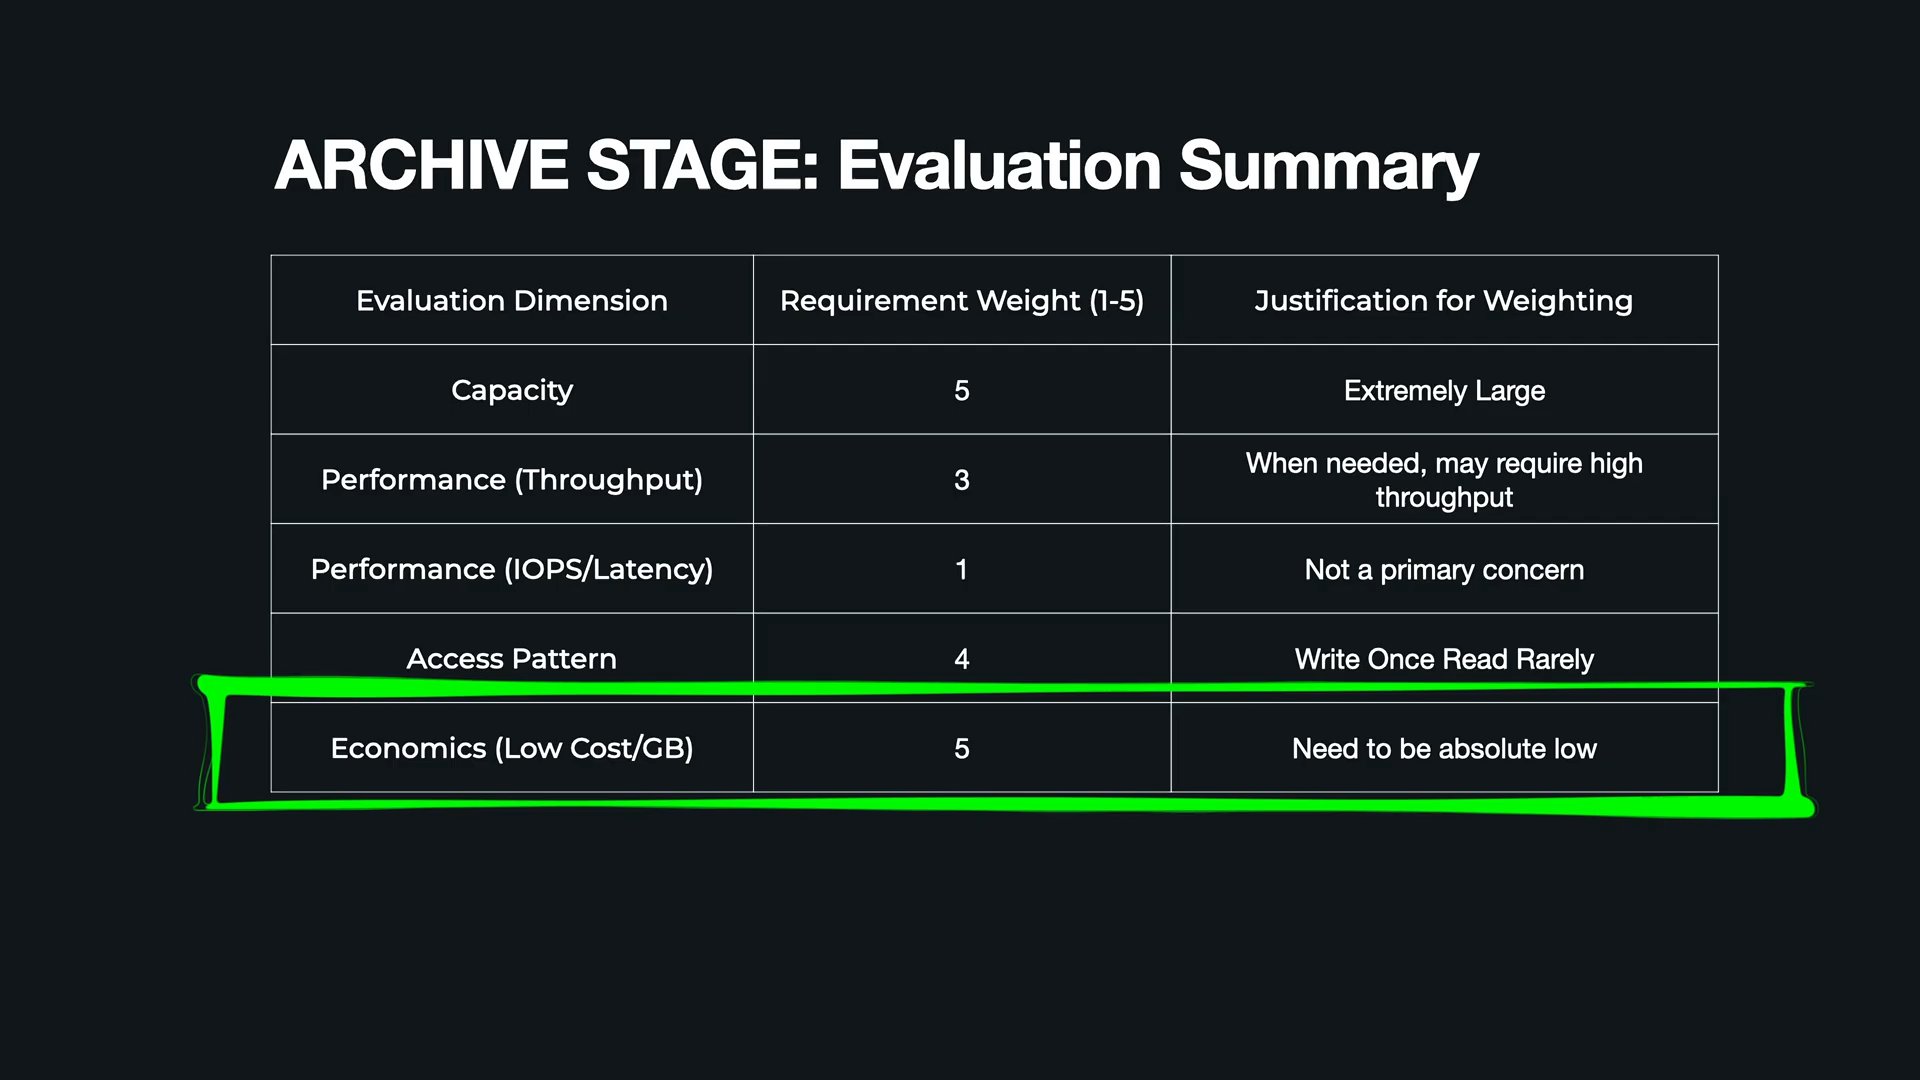 ARCHIVE STAGE: Evaluation Summary
Evaluation Dimension
Requirement Weight (1-5)
Justification for Weighting
Capacity
5
Extremely Large
Performance (Throughput)
3
When needed, may require high
throughput
Performance (IOPS/Latency)
1
Not a primary concern
Access Pattern
4
Write Once Read Rarely
Economics (Low Cost/GB)
5
Need to be absolute low